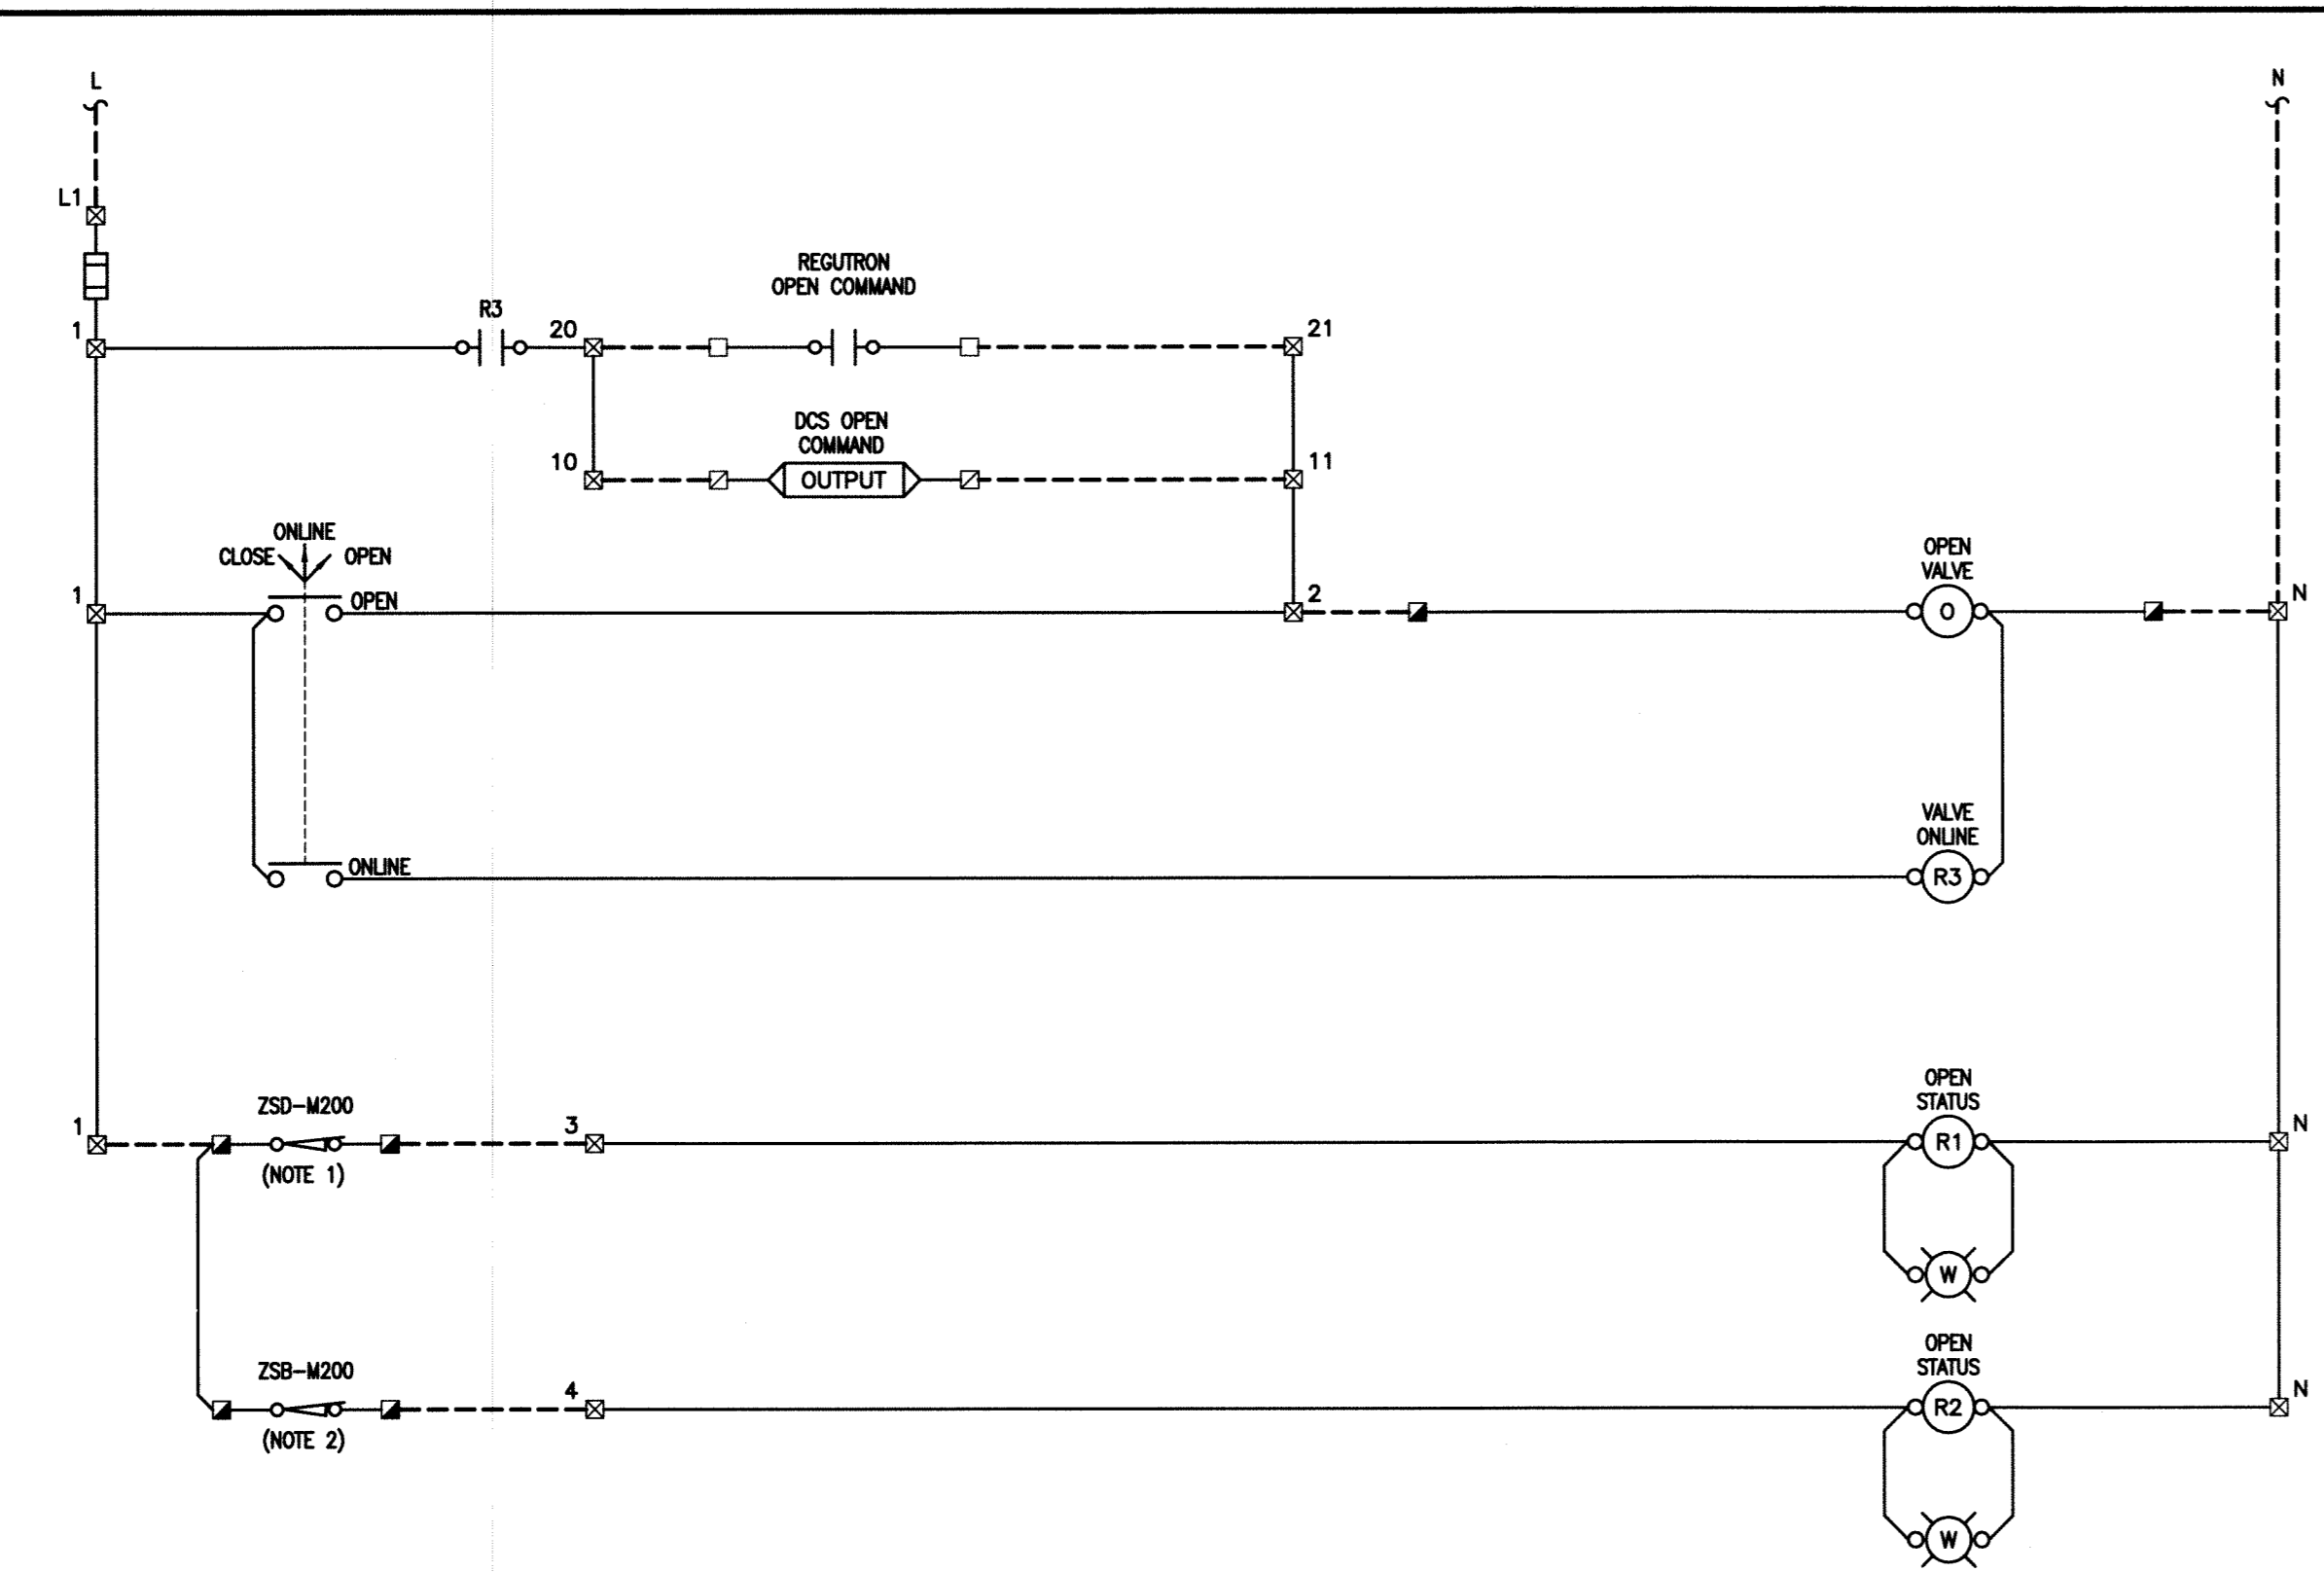 L
N
L1
REGUTRON
OPEN COMMAND
R3
1
20
21
DCS OPEN
COMMAND
10
OUTPUT
11
ONLINE
CLOSE
OPEN
OPEN
VALVE
1
OPEN
2
O
N
VALVE
ONLINE
ONLINE
R3
OPEN
STATUS
ZSD-M200
1
3
R1
N
(NOTE 1)
W
OPEN
STATUS
ZSB-M200
4
R2
N
(NOTE 2)
W